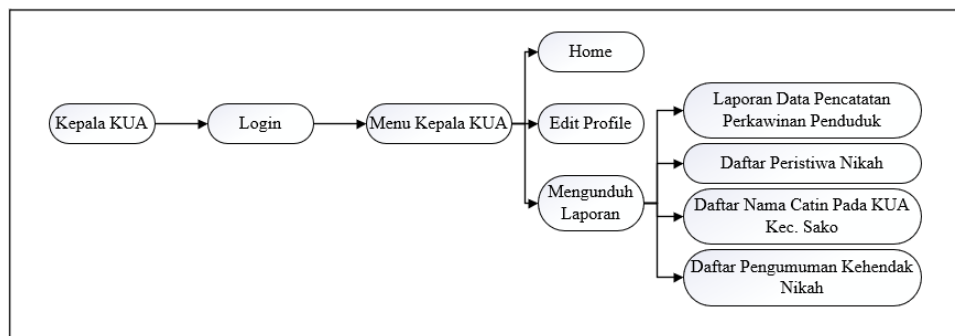 Home
Kepala KUA
Login
Menu Kepala KUA
Edit Profile
Mengunduh
Laporan
Laporan Data Pencatatan
Perkawinan Penduduk
Daftar Peristiwa Nikah
Daftar Nama Catin Pada KUA
Kec. Sako
Daftar Pengumuman Kehendak
Nikah